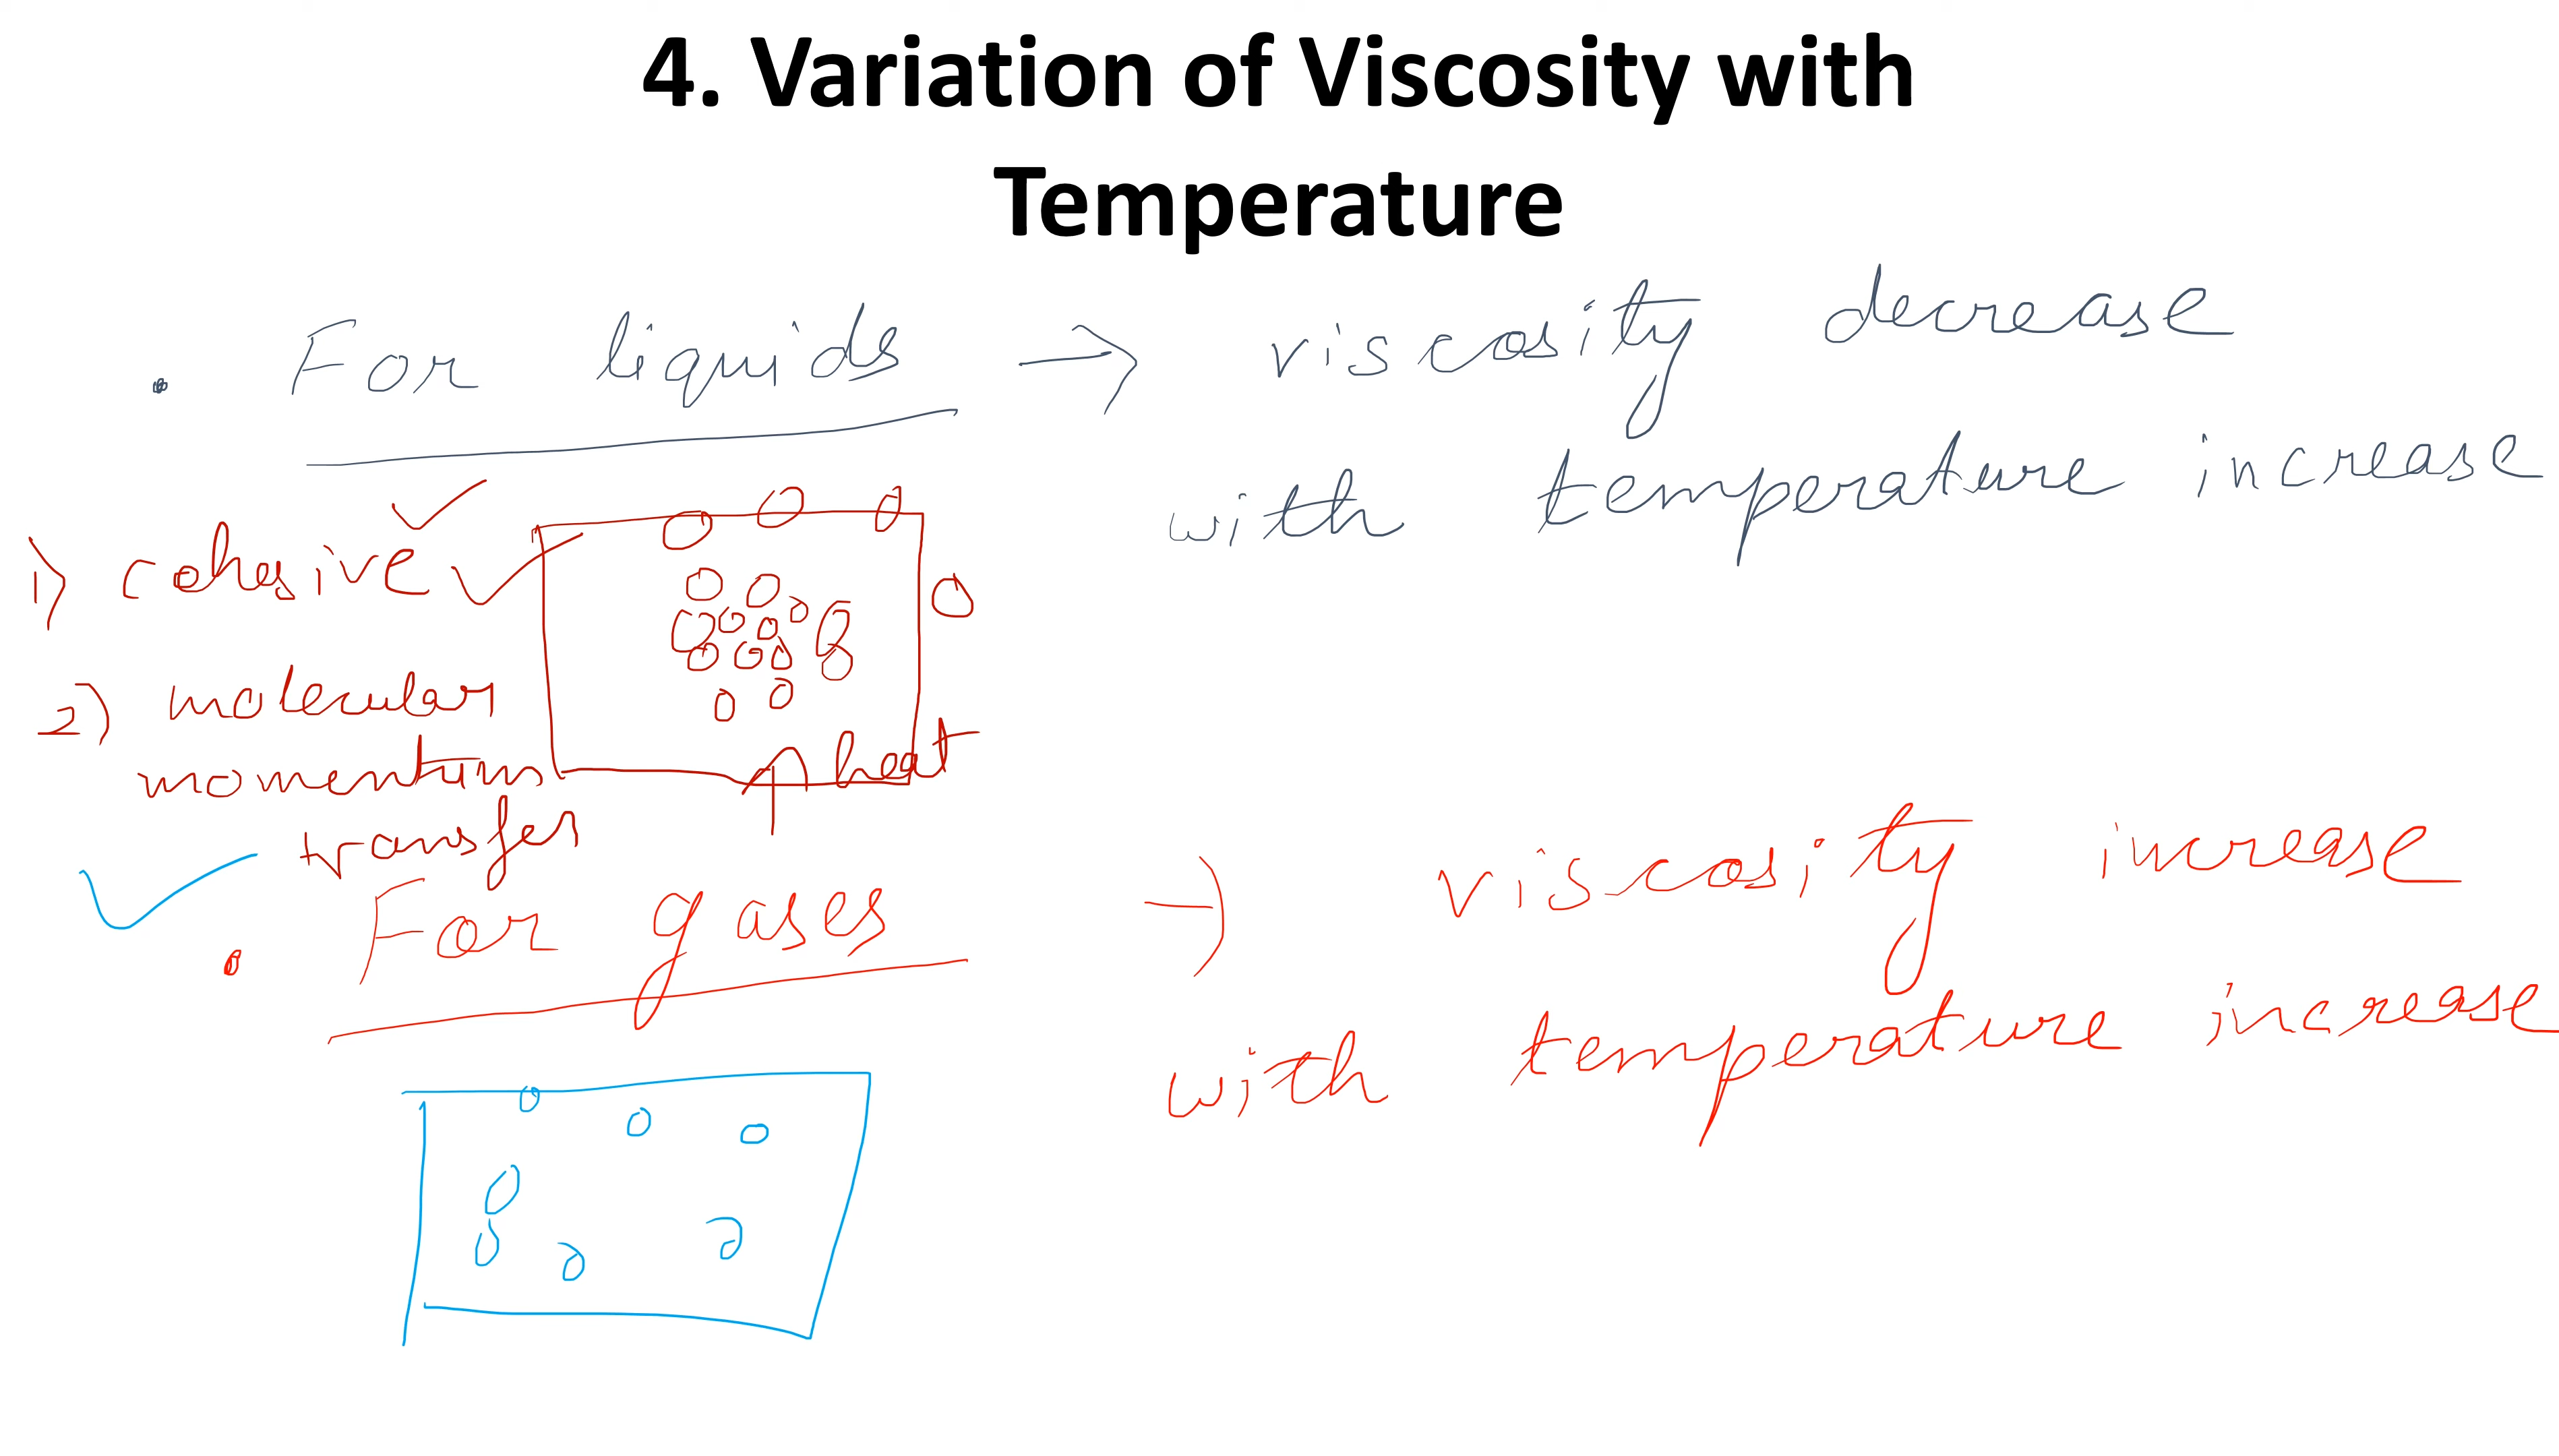 4. Variation of Viscosity with
Temperature
• For liquids → viscosity decrease
with temperature increase
1) cohesive
2) molecular
momentum
transfer
heat
• For gases → viscosity increase
with temperature increase